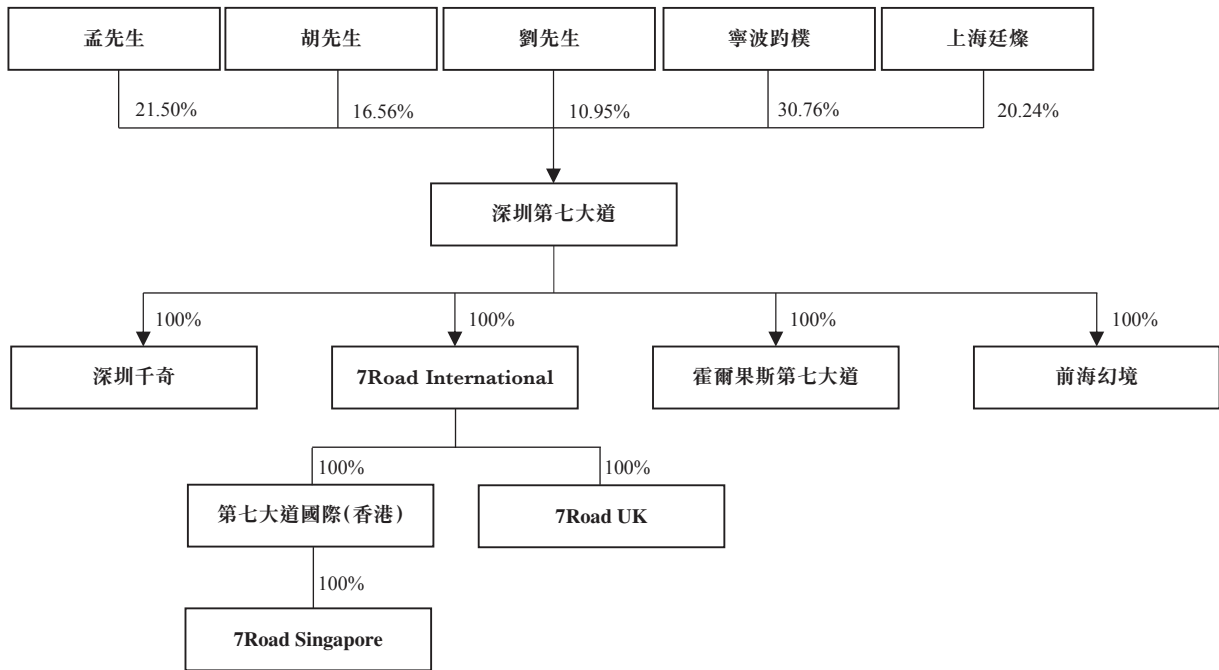 孟先生
胡先生
劉先生
寧波趵樸
上海廷燦
21.50%
16.56%
10.95%
30.76%
20.24%
深圳第七大道
100%
100%
100%
100%
深圳千奇
7Road International
霍爾果斯第七大道
前海幻境
100%
100%
第七大道國際(香港)
7Road UK
100%
7Road Singapore